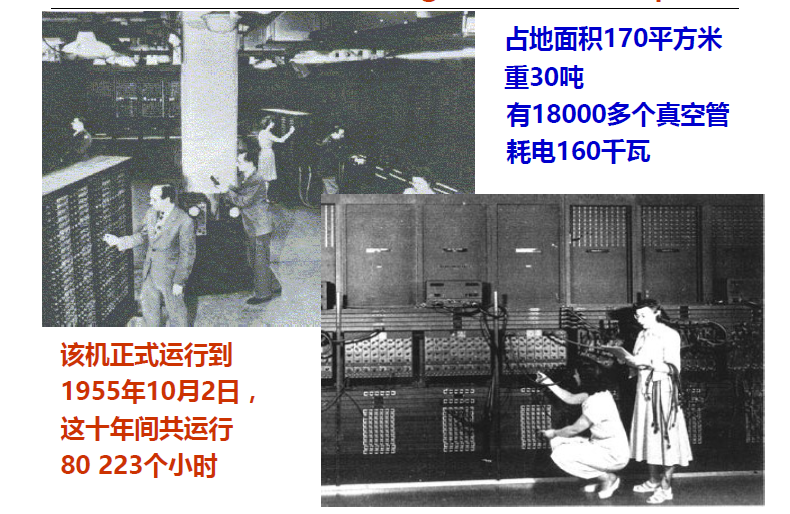 占地面积170平方米
重30吨
有18000多个真空管
耗电160千瓦
该机正式运行到
1955年10月2日，
这十年间共运行
80 223个小时